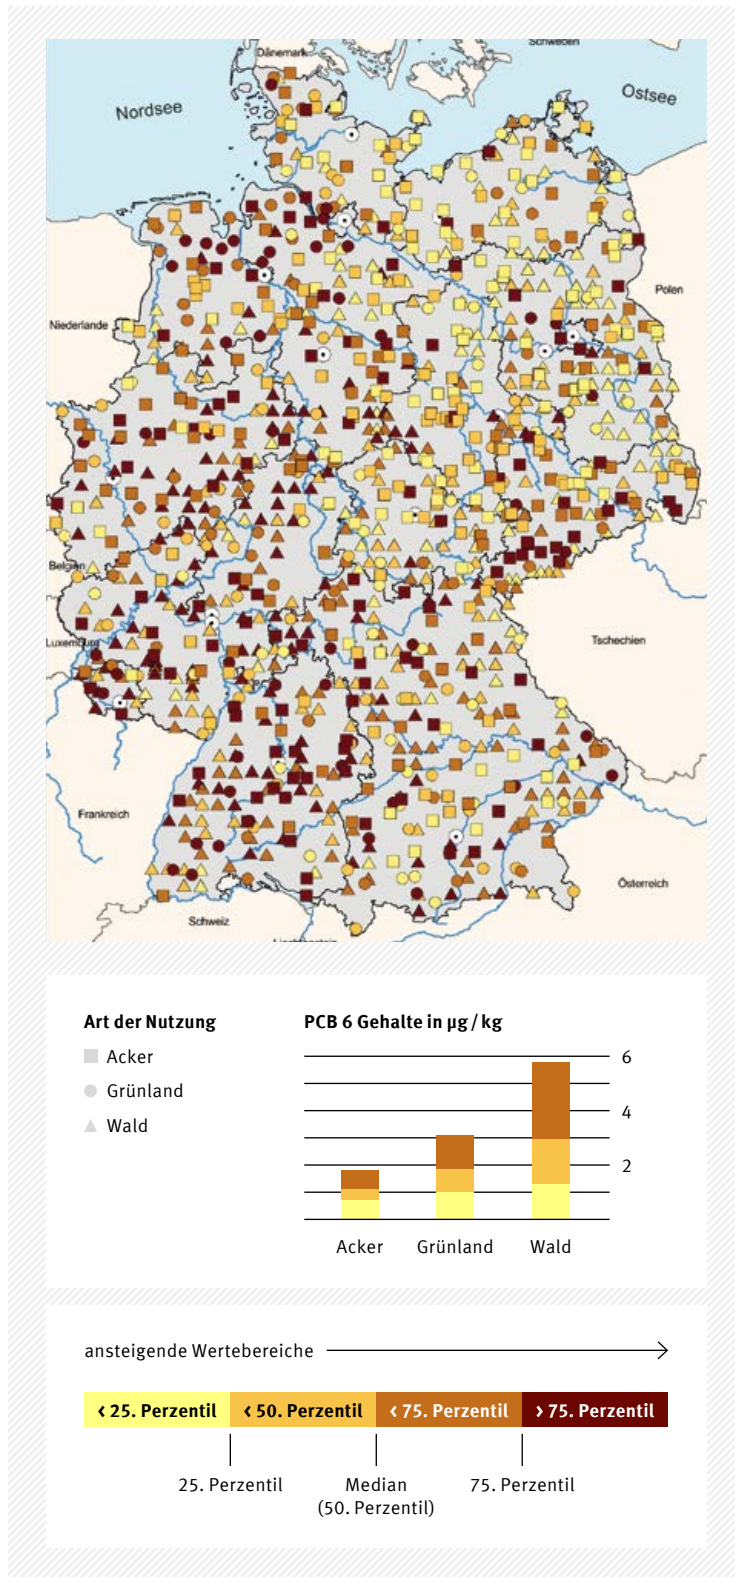 Dänemark
Schweden
Nordsee
Ostsee
Polen
Niederlande
Belgien
Luxemburg
Tschechien
Frankreich
Österreich
Schweiz
Art der Nutzung
Acker
Grünland
Wald
PCB 6 Gehalte in µg / kg
6
4
2
Acker Grünland Wald
ansteigende Wertebereiche
< 25. Perzentil < 50. Perzentil < 75. Perzentil > 75. Perzentil
25. Perzentil Median 75. Perzentil
(50. Perzentil)